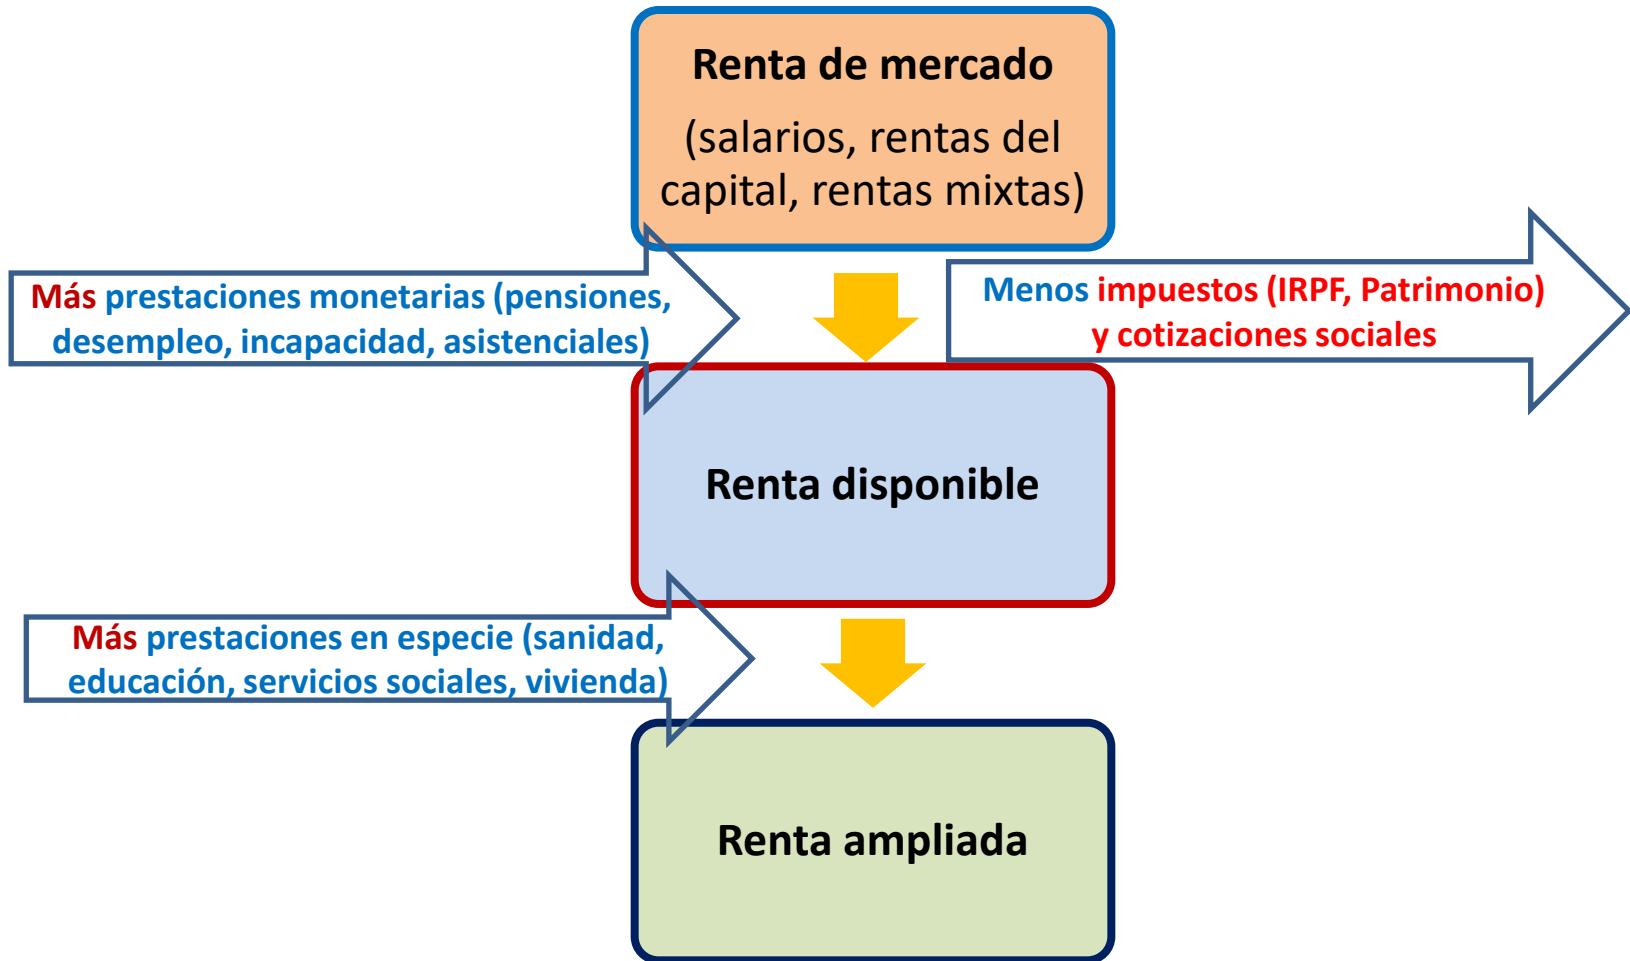 Renta de mercado
(salarios, rentas del
capital, rentas mixtas)
Más prestaciones monetarias (pensiones,
desempleo, incapacidad, asistenciales)
Menos impuestos (IRPF, Patrimonio)
y cotizaciones sociales
Renta disponible
Más prestaciones en especie (sanidad,
educación, servicios sociales, vivienda)
Renta ampliada